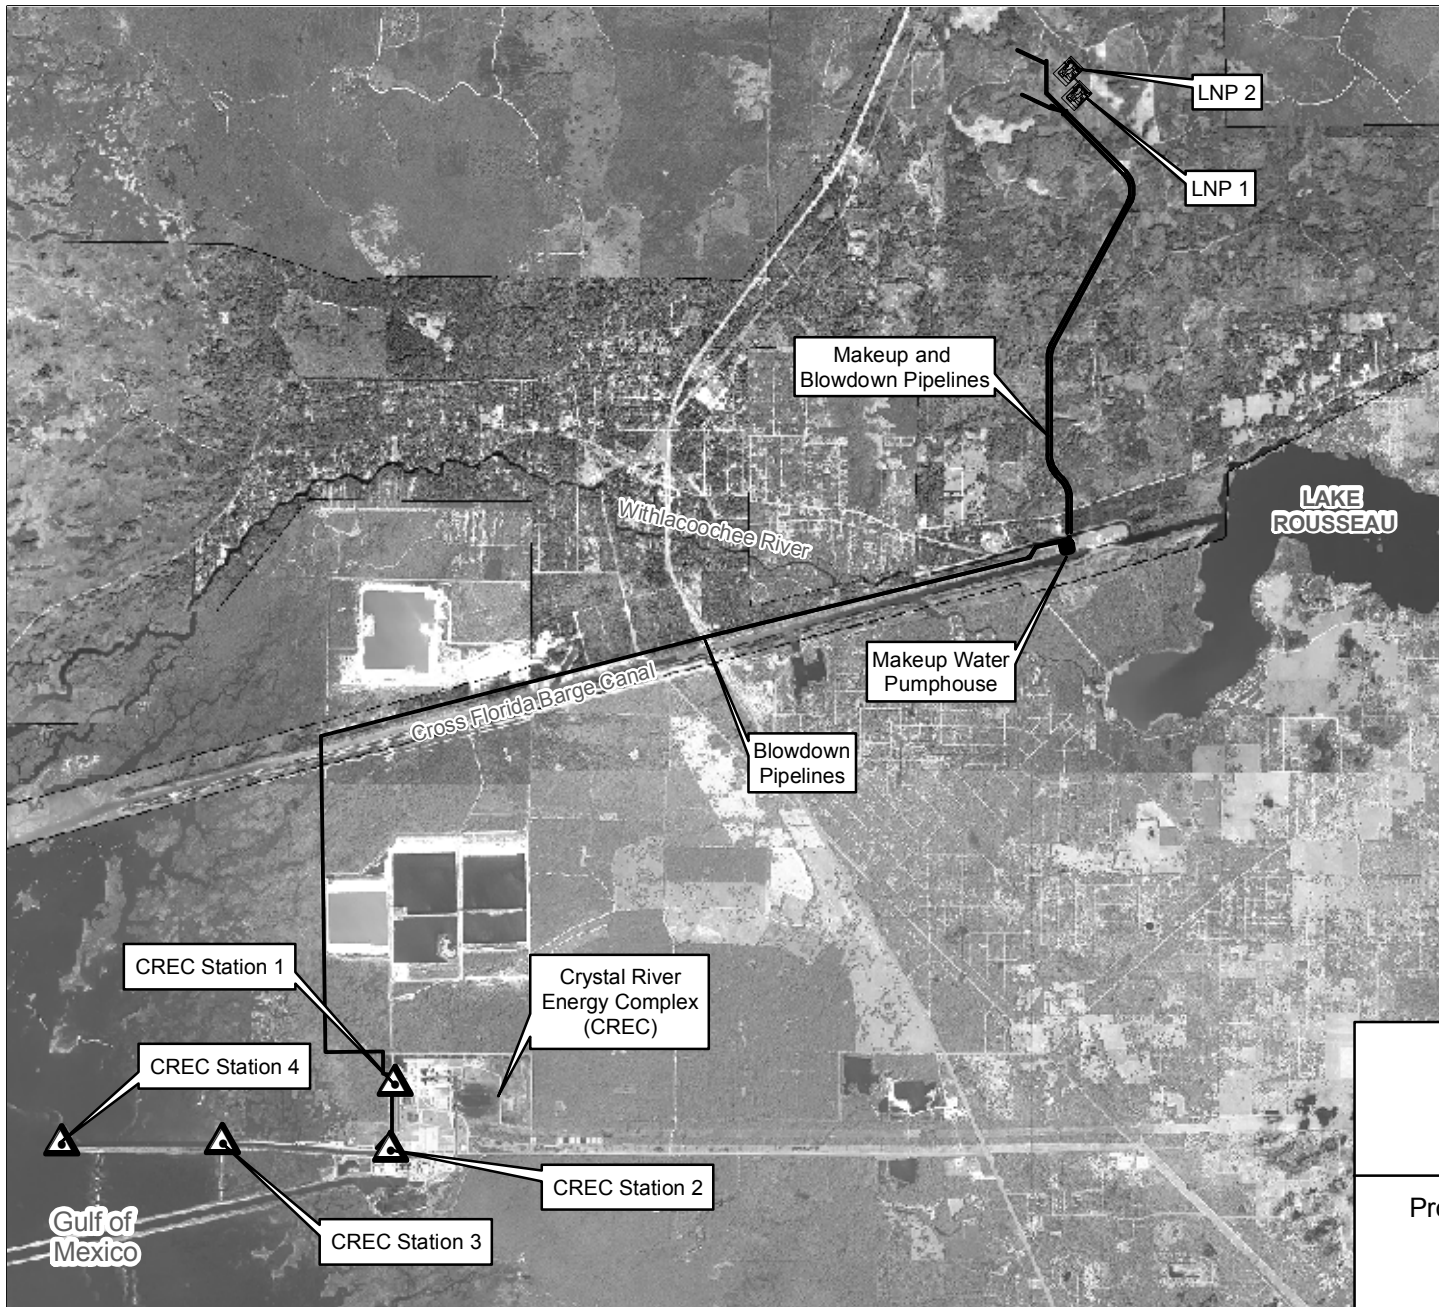 LNP 2
LNP 1
Makeup and
Blowdown Pipelines
LAKE
ROUSSEAU
Withlacoochee River
Makeup Water
Pumphouse
Cross Florida Barge Canal
Blowdown
Pipelines
CREC Station 1
Crystal River
Energy Complex
(CREC)
CREC Station 4
CREC Station 2
Gulf of
Mexico
CREC Station 3